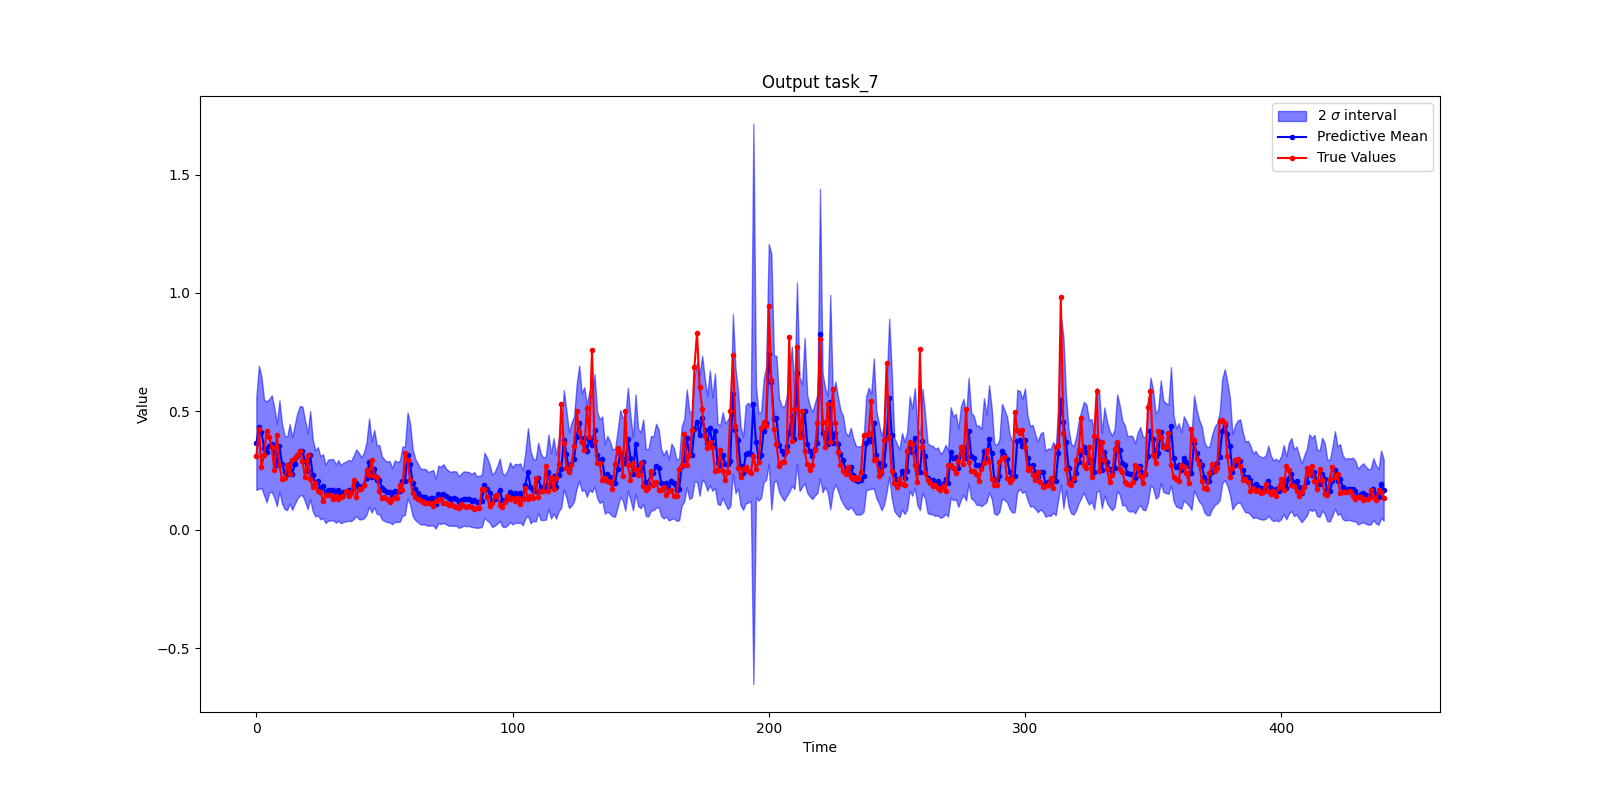 Output task_7
2 σ interval
Predictive Mean
True Values
Value
1.5
1.0
0.5
0.0
−0.5
0 100 200 300 400
Time